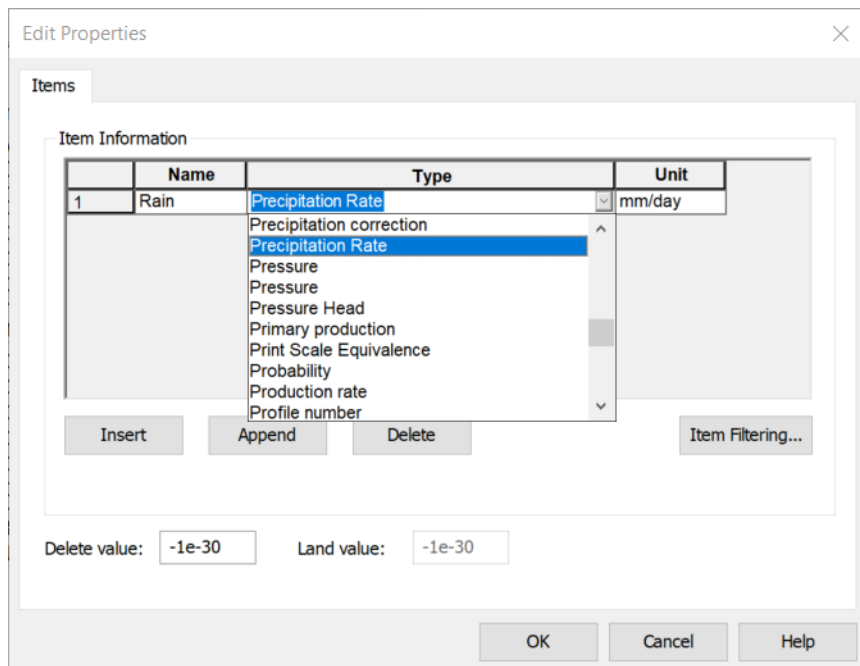 Edit Properties
Items
Item Information
Name Type Unit
1 Rain Precipitation Rate mm/day
Precipitation correction
Precipitation Rate
Pressure
Pressure
Pressure Head
Primary production
Print Scale Equivalence
Probability
Production rate
Profile number
Insert Append Delete Item Filtering...
Delete value: -1e-30 Land value: -1e-30
OK Cancel Help